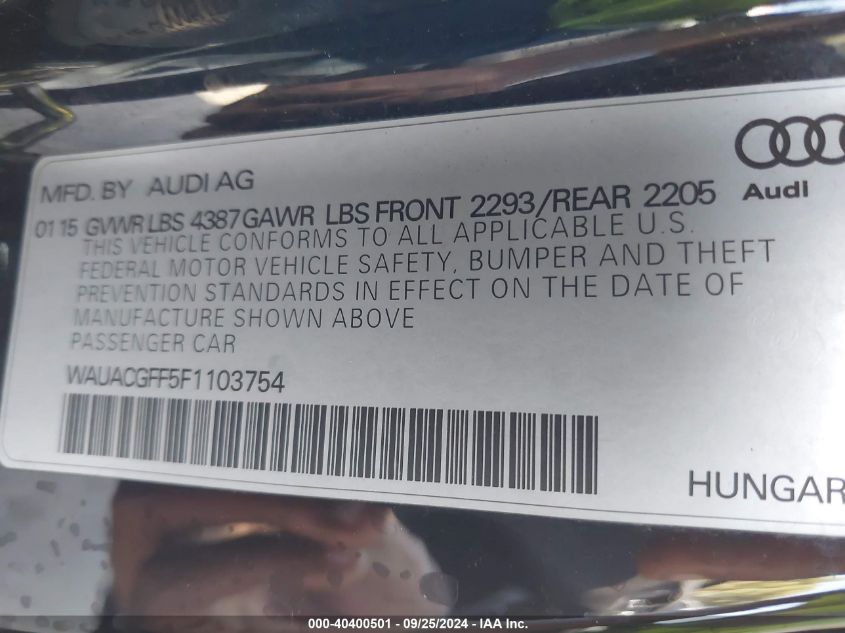 MFD. BY AUDI AG
Audi
01 15 GVWR LBS 4387 GAWR LBS FRONT 2293/REAR 2205
THIS VEHICLE CONFORMS TO ALL APPLICABLE U.S.
FEDERAL MOTOR VEHICLE SAFETY, BUMPER AND THEFT
PREVENTION STANDARDS IN EFFECT ON THE DATE OF
MANUFACTURE SHOWN ABOVE
PASSENGER CAR
WAUACGFF5F1103754
HUNGAR
000-40400501 - 09/25/2024 - IAA Inc.